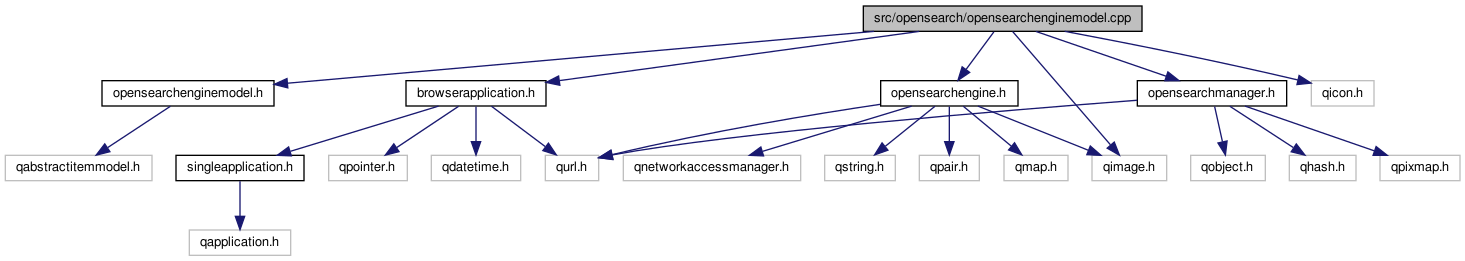 src/opensearch/opensearchenginemodel.cpp
opensearchenginemodel.h
browserapplication.h
opensearchengine.h
opensearchmanager.h
qicon.h
qabstractitemmodel.h
singleapplication.h
qpointer.h
qdatetime.h
qurl.h
qnetworkaccessmanager.h
qstring.h
qpair.h
qmap.h
qimage.h
qobject.h
qhash.h
qpixmap.h
qapplication.h